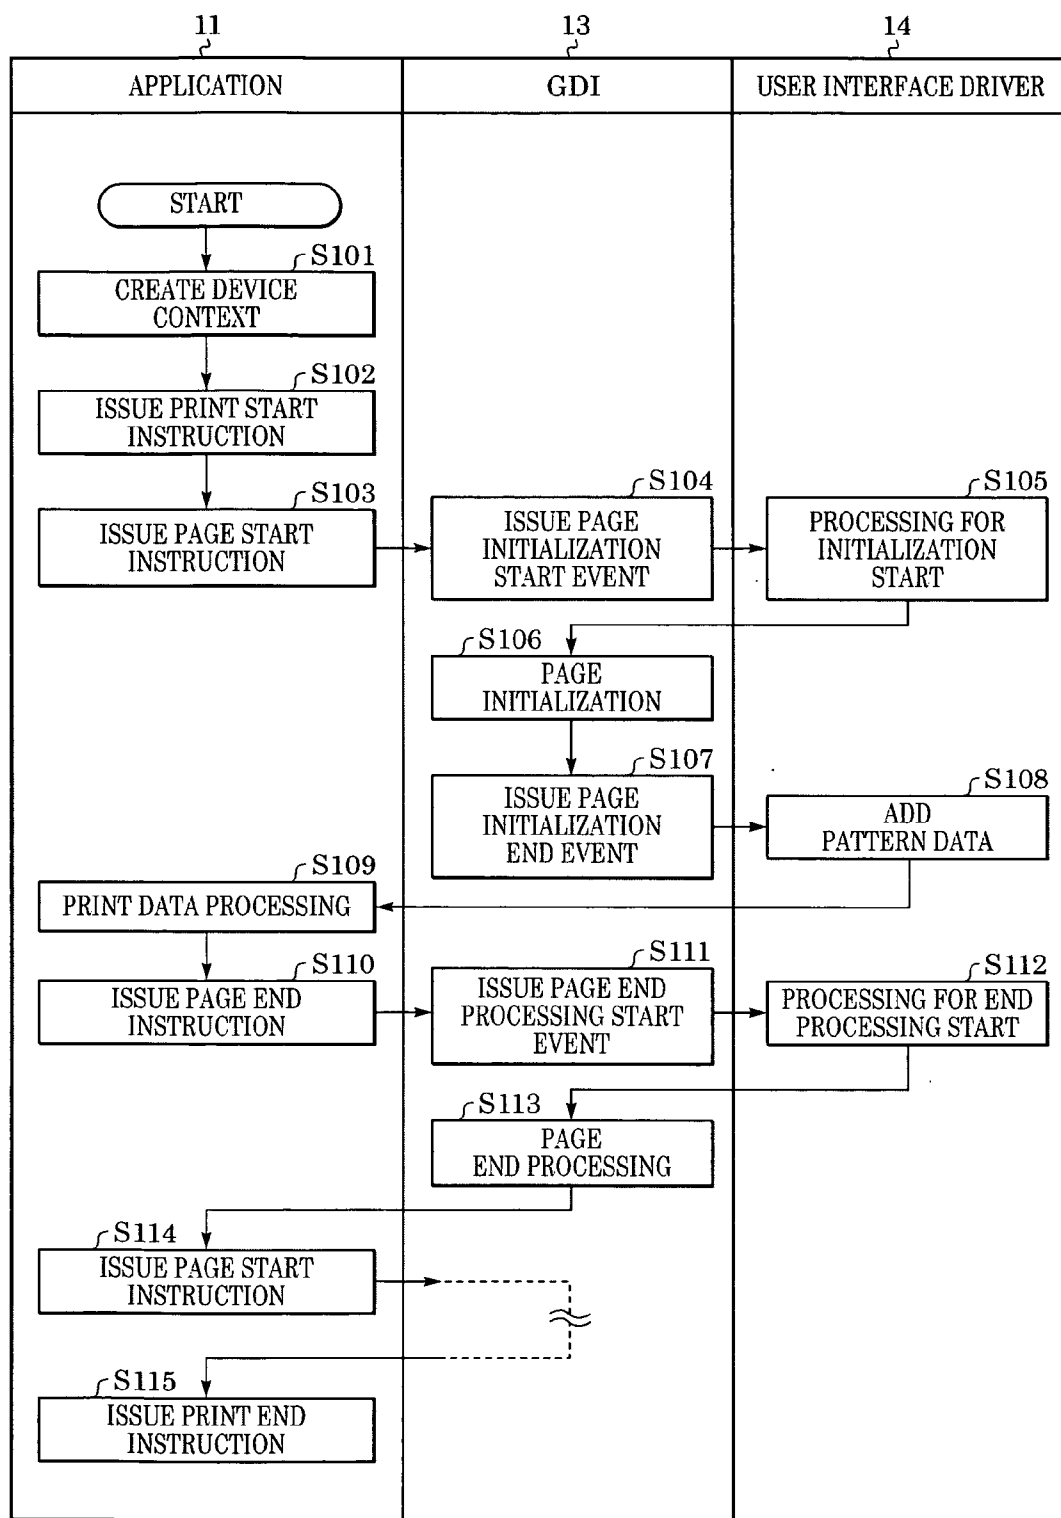 11
13
14
APPLICATION
GDI
USER INTERFACE DRIVER
START
S101
CREATE DEVICE
CONTEXT
S102
ISSUE PRINT START
INSTRUCTION
S103
ISSUE PAGE START
INSTRUCTION
S104
ISSUE PAGE
INITIALIZATION
START EVENT
S105
PROCESSING FOR
INITIALIZATION
START
S106
PAGE
INITIALIZATION
S107
ISSUE PAGE
INITIALIZATION
END EVENT
S108
ADD
PATTERN DATA
S109
PRINT DATA PROCESSING
S110
ISSUE PAGE END
INSTRUCTION
S111
ISSUE PAGE END
PROCESSING START
EVENT
S112
PROCESSING FOR END
PROCESSING START
S113
PAGE
END PROCESSING
S114
ISSUE PAGE START
INSTRUCTION
S115
ISSUE PRINT END
INSTRUCTION